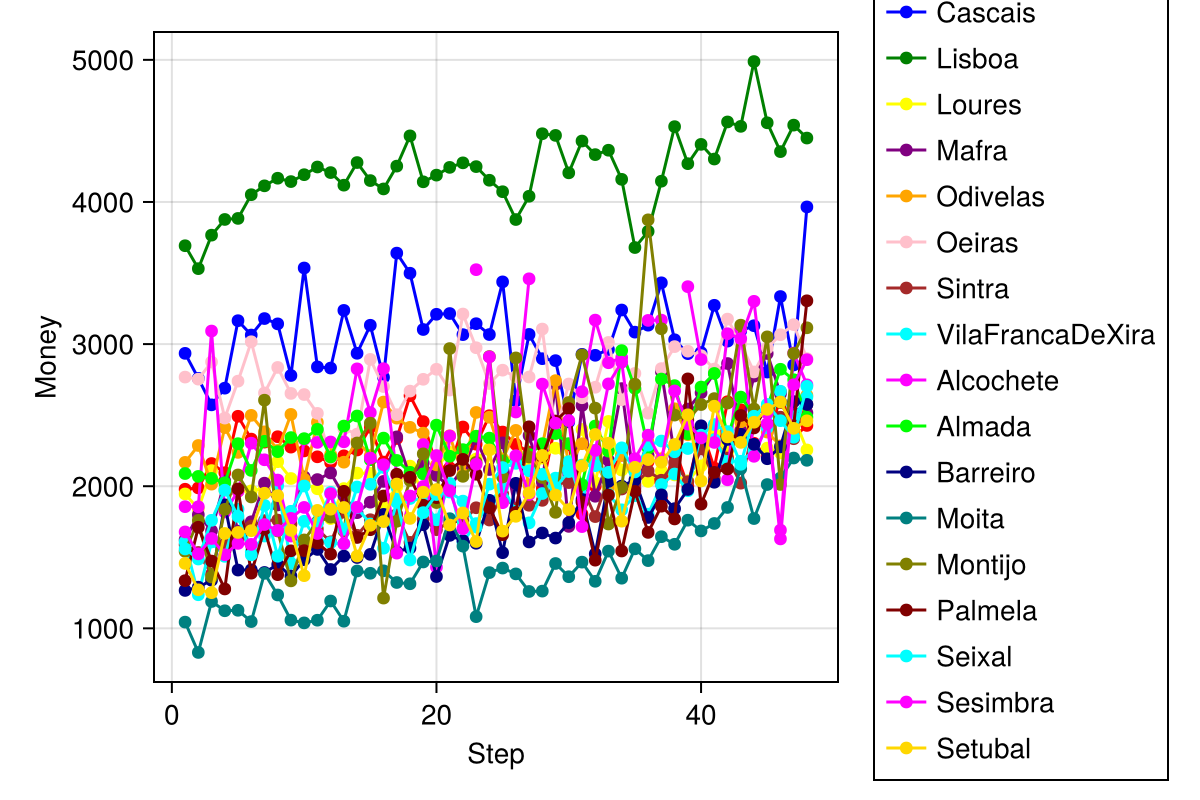 5000
4000
3000
2000
1000
Money
0
20
40
Step
Cascais
Lisboa
Loures
Mafra
Odivelas
Oeiras
Sintra
VilaFrancaDeXira
Alcochete
Almada
Barreiro
Moita
Montijo
Palmela
Seixal
Sesimbra
Setubal